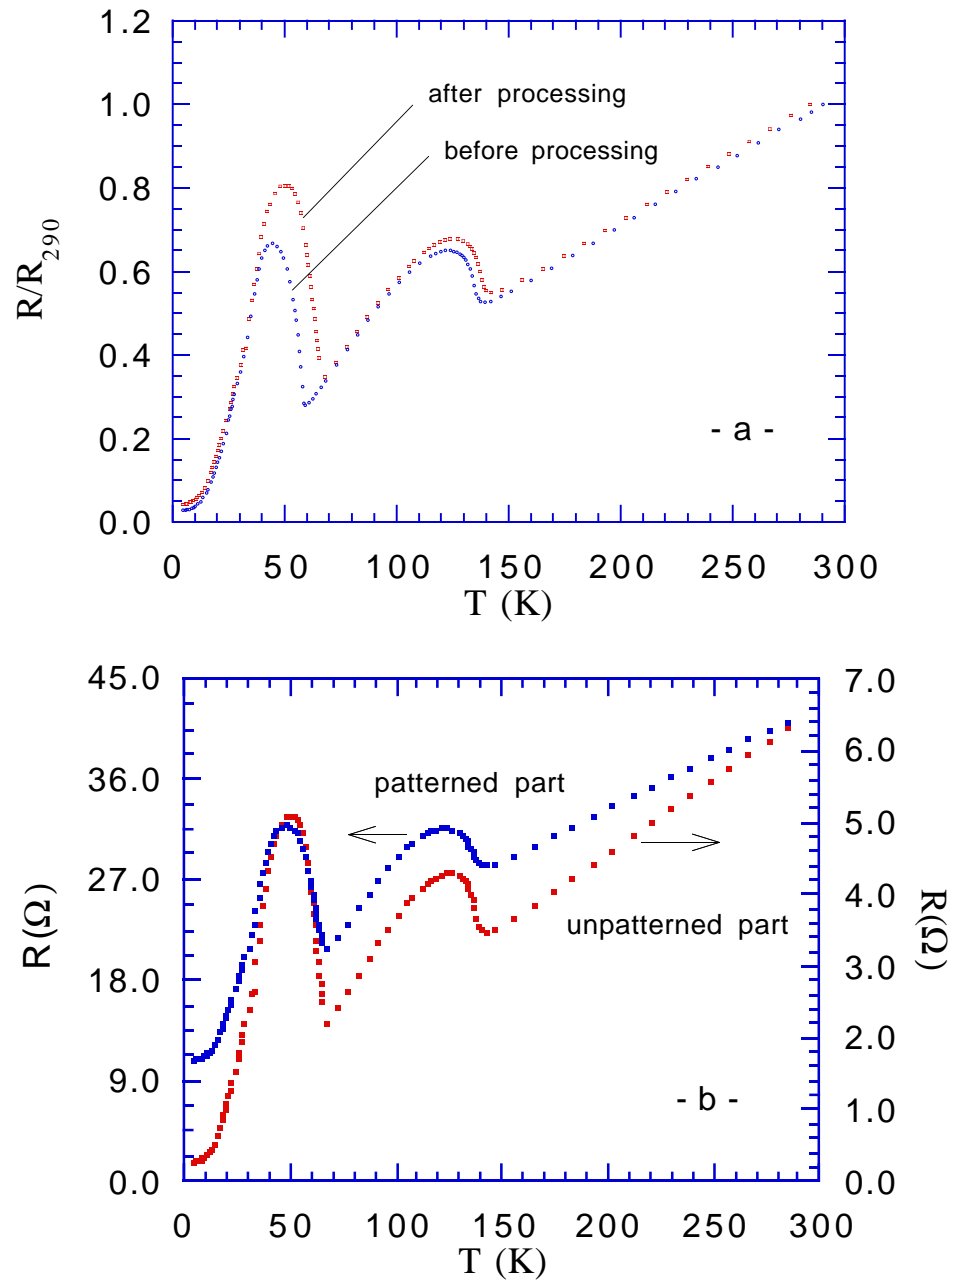 1.2
1.0
0.8
0.6
0.4
0.2
0.0
R/R290
after processing
before processing
- a -
0 50 100 150 200 250 300
T (K)
45.0
36.0
27.0
18.0
9.0
0.0
R(Ω)
7.0
6.0
5.0
4.0
3.0
2.0
1.0
0.0
R(Ω)
patterned part
unpatterned part
- b -
0 50 100 150 200 250 300
T (K)